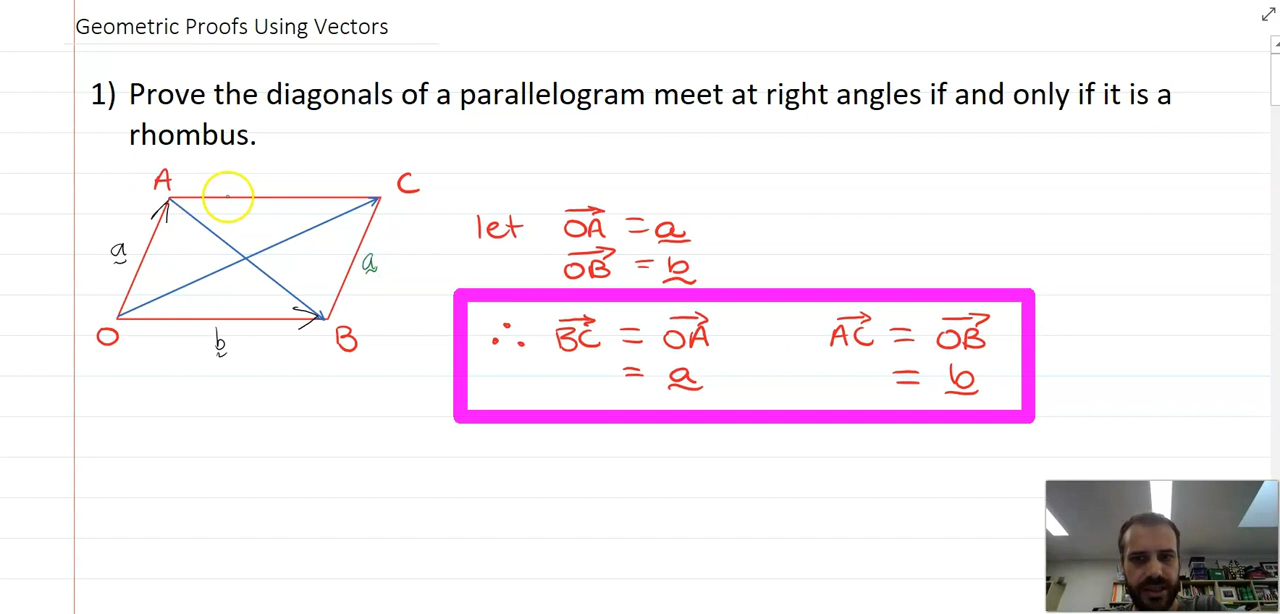 Geometric Proofs Using Vectors
1) Prove the diagonals of a parallelogram meet at right angles if and only if it is a
rhombus.
A
C
a
a
O
b
B
let OA = a
OB = b
∴ BC = OA
= a
AC = OB
= b